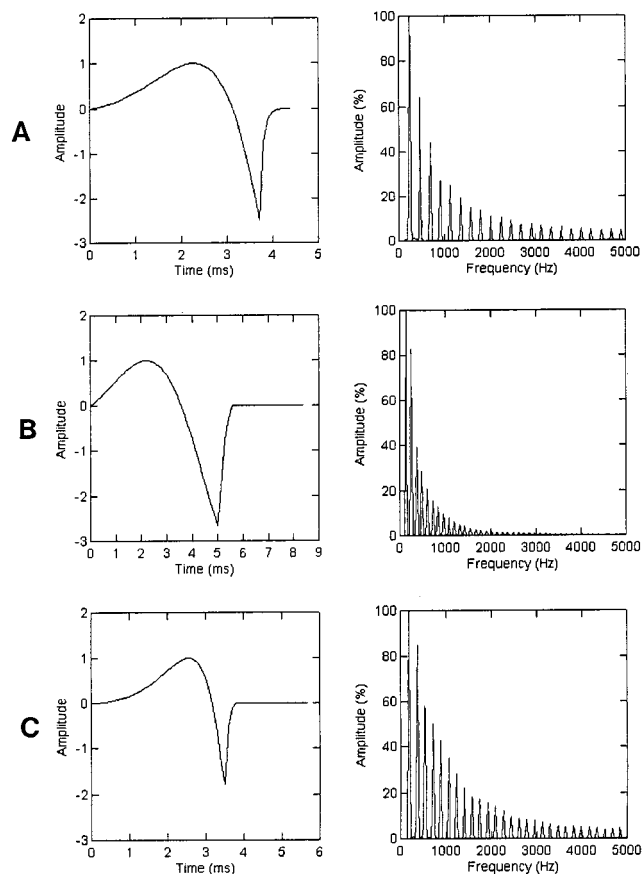 2
1
0
-1
-2
-3
0 1 2 3 4 5
Amplitude
Time (ms)
A
100
80
60
40
20
0
0 1000 2000 3000 4000 5000
Amplitude (%)
Frequency (Hz)
2
1
0
-1
-2
-3
0 1 2 3 4 5 6 7 8 9
Amplitude
Time (ms)
B
100
80
60
40
20
0
0 1000 2000 3000 4000 5000
Amplitude (%)
Frequency (Hz)
2
1
0
-1
-2
-3
0 1 2 3 4 5 6
Amplitude
Time (ms)
C
100
80
60
40
20
0
0 1000 2000 3000 4000 5000
Amplitude (%)
Frequency (Hz)